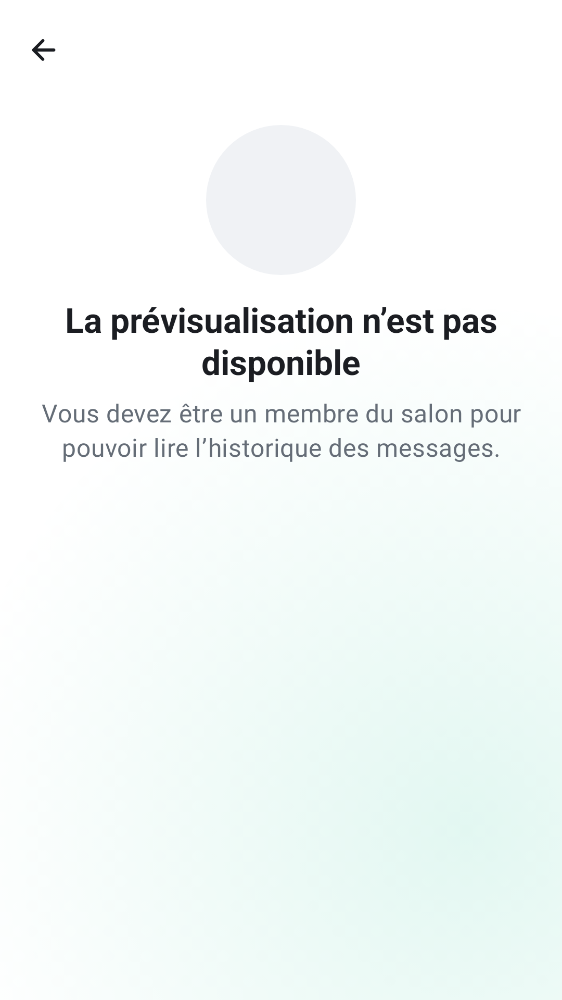 La prévisualisation n’est pas
disponible
Vous devez être un membre du salon pour
pouvoir lire l’historique des messages.